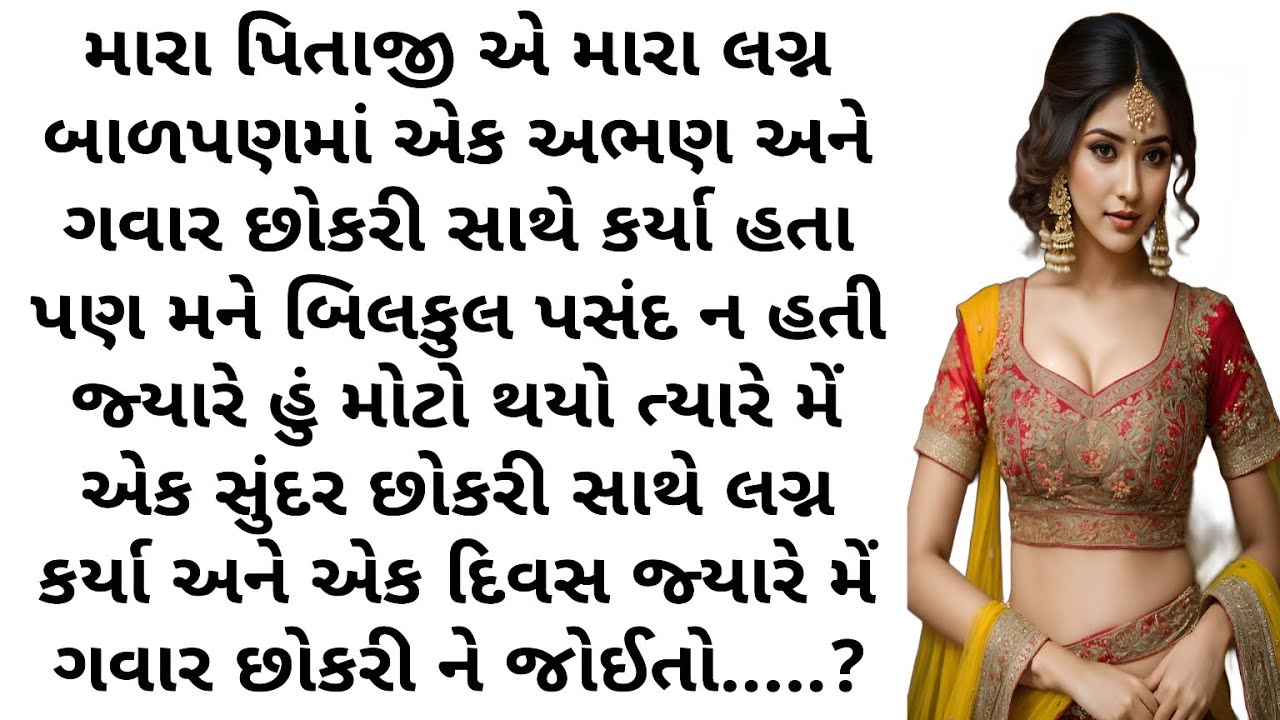 મારા પિતાજી એ મારા લગ્ન
બાળપણમાં એક અભણ અને
ગવાર છોકરી સાથે કર્યા હતા
પણ મને બિલકુલ પસંદ ન હતી
જ્યારે હું મોટો થયો ત્યારે મેં
એક સુંદર છોકરી સાથે લગ્ન
કર્યા અને એક દિવસ જ્યારે મેં
ગવાર છોકરી ને જોઈતો.....?